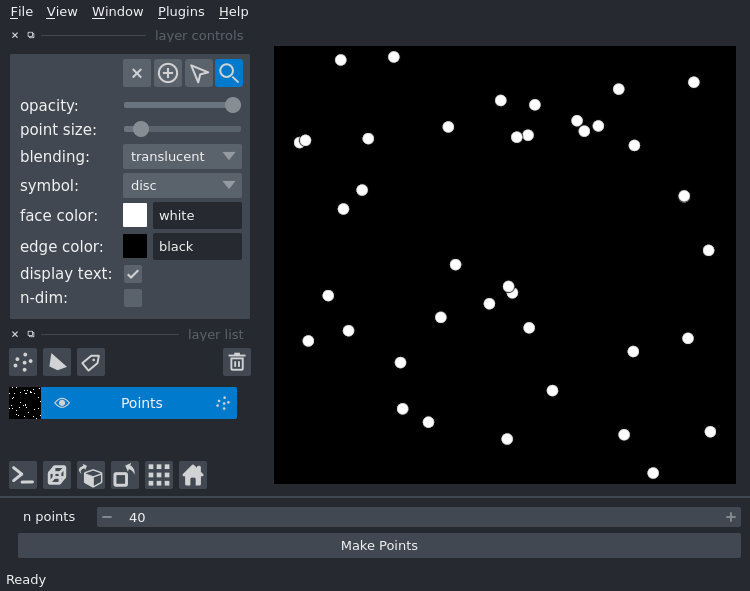 File View Window Plugins Help
layer controls
opacity:
point size:
blending: translucent
symbol: disc
face color: white
edge color: black
display text:
n-dim:
layer list
Points
n points 40
Make Points
Ready